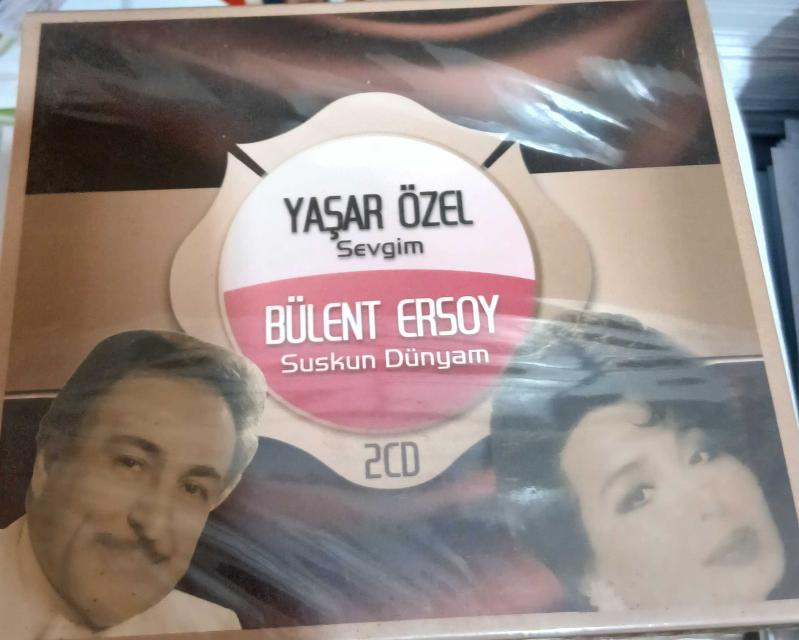 YAŞAR ÖZEL
Sevgim
BÜLENT ERSOY
Suskun Dünyam
2CD